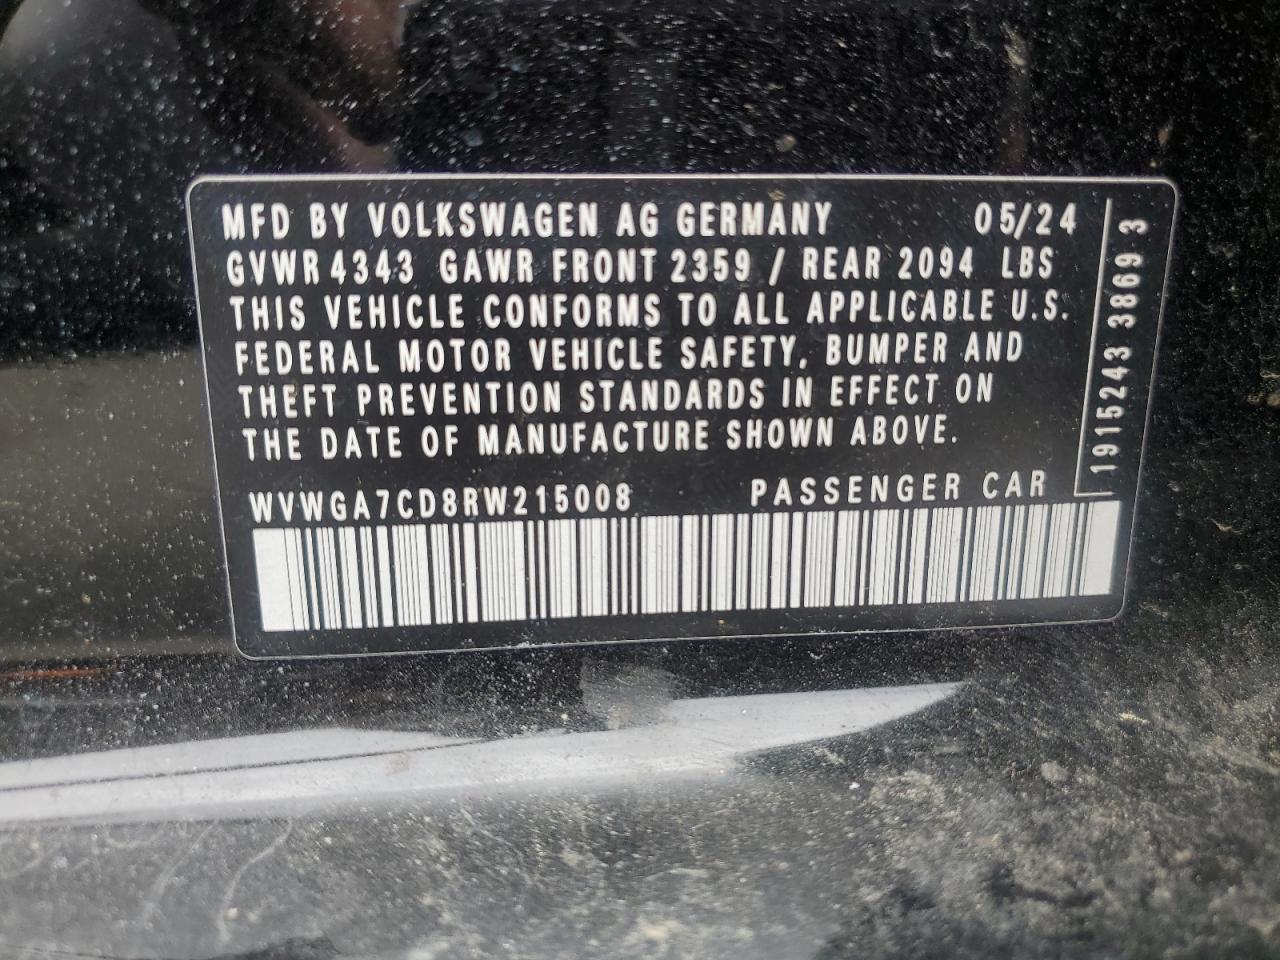 MFD BY VOLKSWAGEN AG GERMANY 05/24
GVWR 4343 GAWR FRONT 2359 / REAR 2094 LBS
THIS VEHICLE CONFORMS TO ALL APPLICABLE U.S.
FEDERAL MOTOR VEHICLE SAFETY, BUMPER AND
THEFT PREVENTION STANDARDS IN EFFECT ON
THE DATE OF MANUFACTURE SHOWN ABOVE.
WVWGA7CD8RW215008 PASSENGER CAR
1915243 3869 3